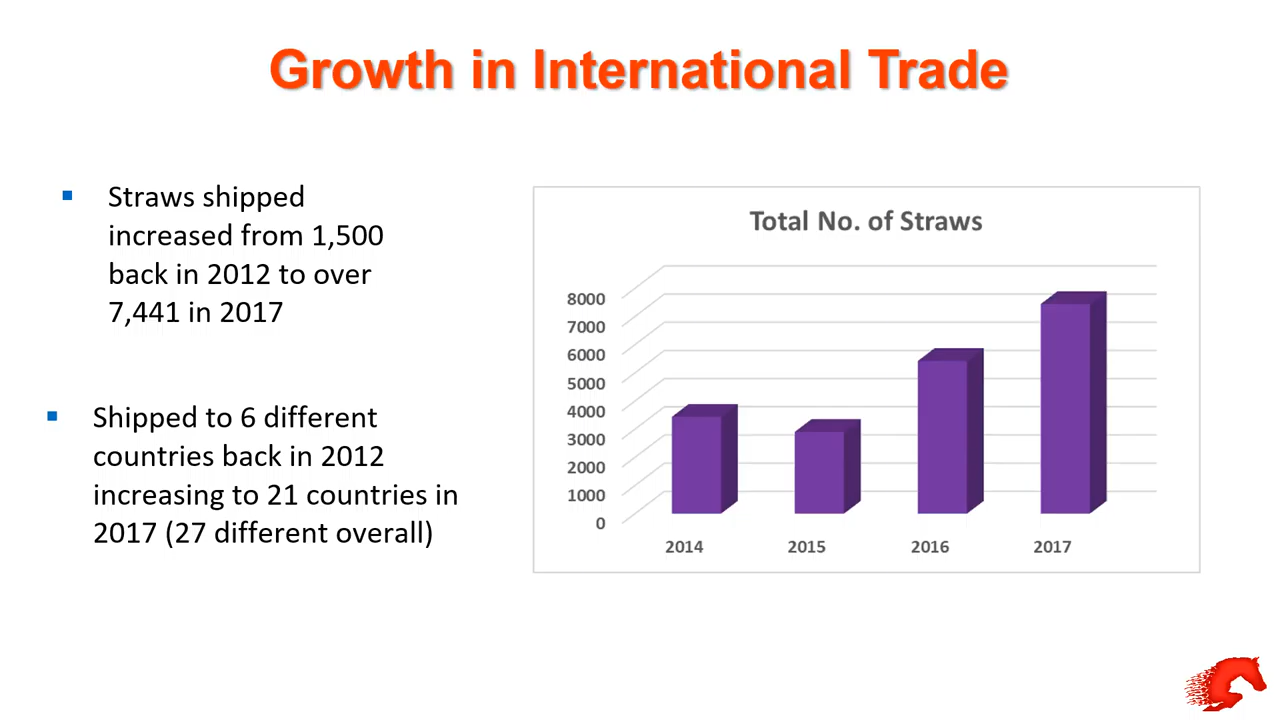 Growth in International Trade
Straws shipped
increased from 1,500
back in 2012 to over
7,441 in 2017
Shipped to 6 different
countries back in 2012
increasing to 21 countries in
2017 (27 different overall)
Total No. of Straws
8000
7000
6000
5000
4000
3000
2000
1000
0
2014 2015 2016 2017